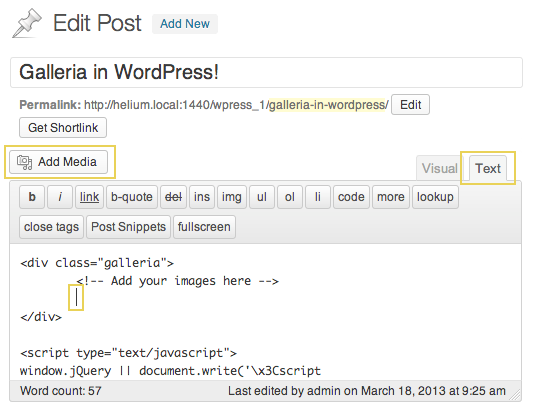 Edit Post Add New
Galleria in WordPress!
Permalink: http://helium.local:1440/wpress_1/galleria-in-wordpress/ Edit
Get Shortlink
Add Media
Visual Text
b i link b-quote del ins img ul ol li code more lookup
close tags Post Snippets fullscreen
<div class="galleria">
<!-- Add your images here -->
</div>
<script type="text/javascript">
window.jQuery || document.write('\x3Cscript
Word count: 57 Last edited by admin on March 18, 2013 at 9:25 am